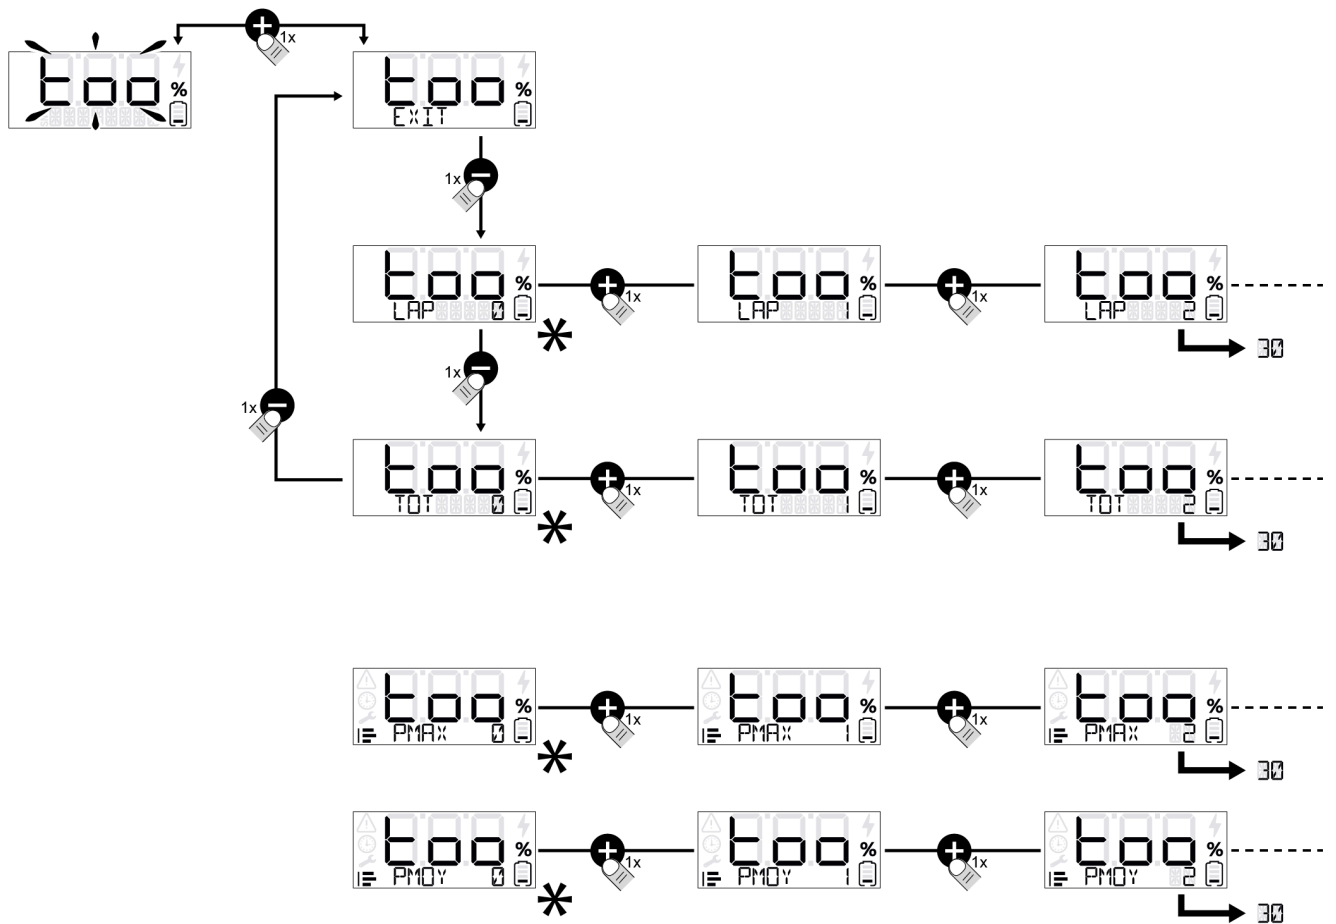 + 1x
too %
too %
EXIT
1x −
too %
LAP 0
* + 1x
too %
LAP 1
+ 1x
too %
LAP 2
30
1x −
1x −
too %
TOT 0
* + 1x
too %
TOT 1
+ 1x
too %
TOT 2
30
too %
PMAX 0
* + 1x
too %
PMAX 1
+ 1x
too %
PMAX 2
30
too %
PMOY 0
* + 1x
too %
PMOY 1
+ 1x
too %
PMOY 2
30